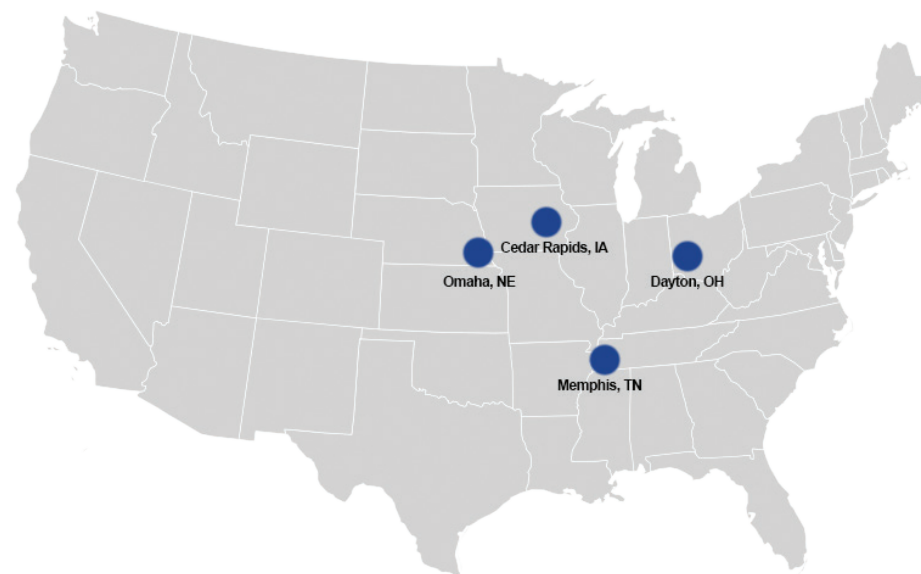 Cedar Rapids, IA
Omaha, NE
Dayton, OH
Memphis, TN